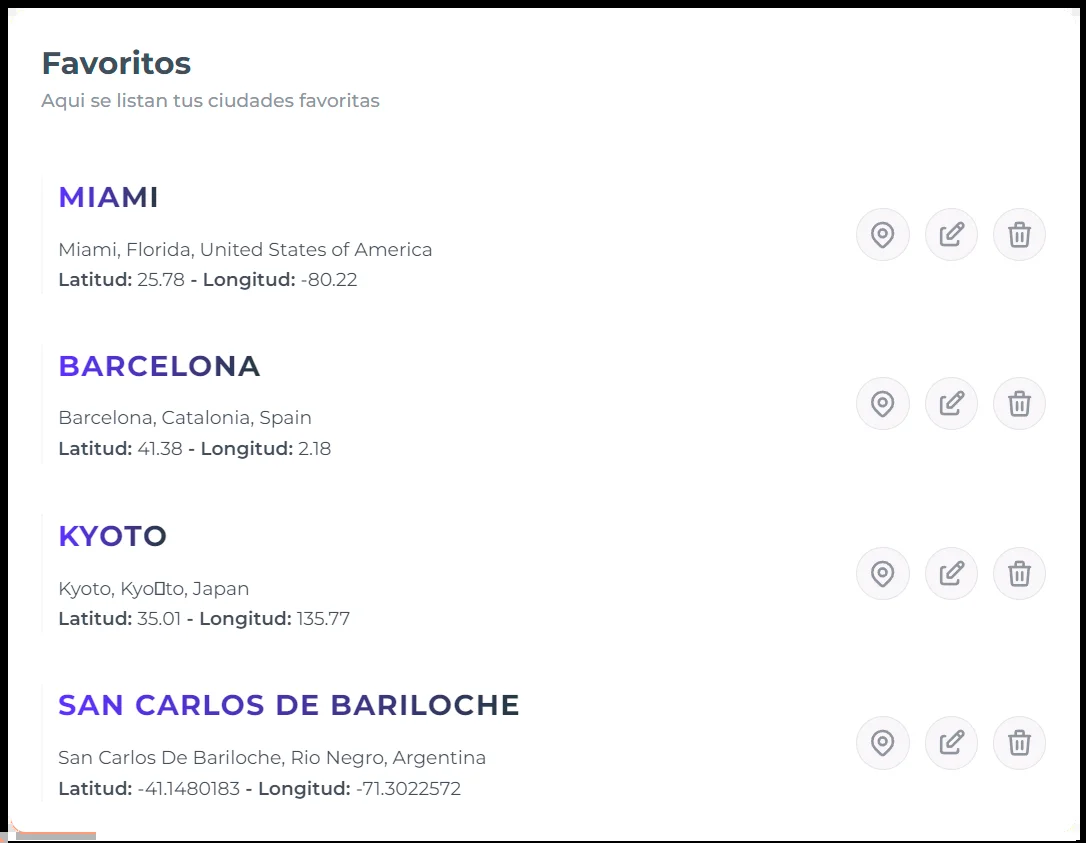 Favoritos
Aqui se listan tus ciudades favoritas
MIAMI
Miami, Florida, United States of America
Latitud: 25.78 - Longitud: -80.22
BARCELONA
Barcelona, Catalonia, Spain
Latitud: 41.38 - Longitud: 2.18
KYOTO
Kyoto, Kyo▯to, Japan
Latitud: 35.01 - Longitud: 135.77
SAN CARLOS DE BARILOCHE
San Carlos De Bariloche, Rio Negro, Argentina
Latitud: -41.1480183 - Longitud: -71.3022572